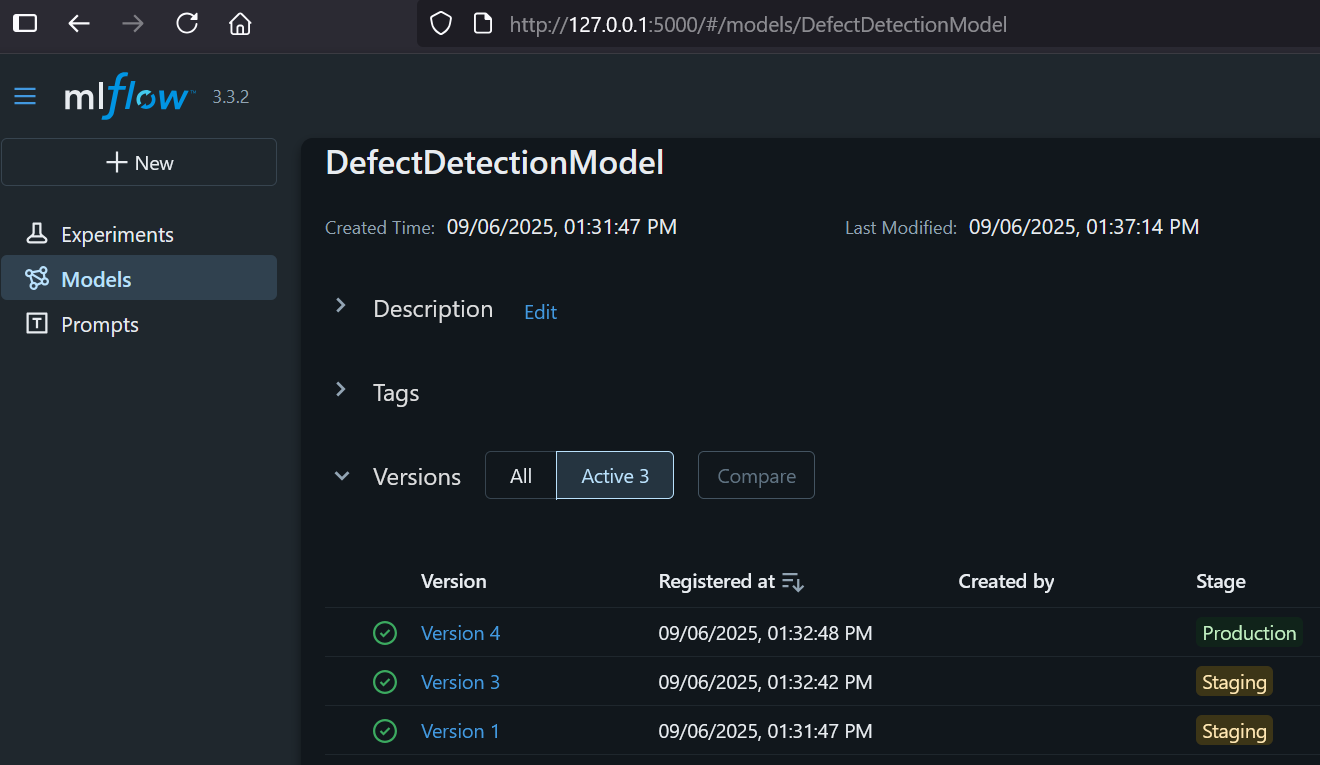 http://127.0.0.1:5000/#/models/DefectDetectionModel
mlflow™ 3.3.2
New
DefectDetectionModel
Created Time: 09/06/2025, 01:31:47 PM Last Modified: 09/06/2025, 01:37:14 PM
Experiments
Models
Prompts
Description Edit
Tags
Versions All Active 3 Compare
Version Registered at Created by Stage
Version 4 09/06/2025, 01:32:48 PM Production
Version 3 09/06/2025, 01:32:42 PM Staging
Version 1 09/06/2025, 01:31:47 PM Staging